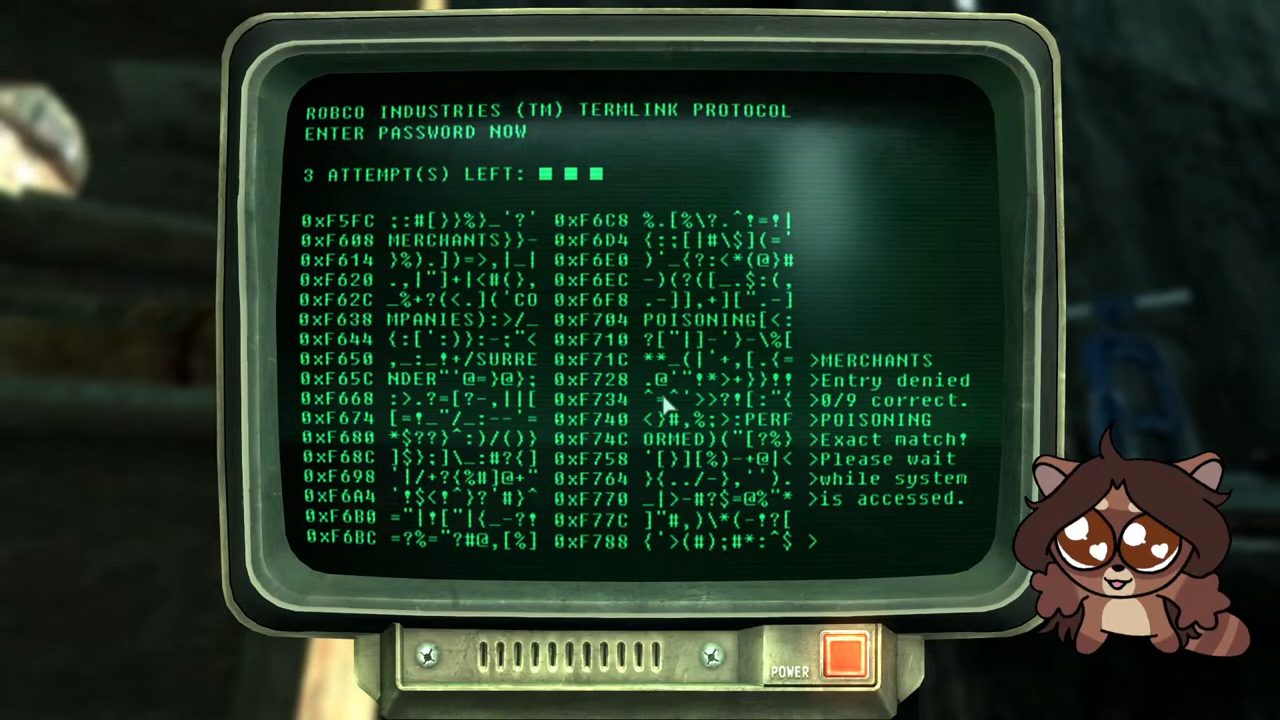 ROBCO INDUSTRIES (TM) TERMLINK PROTOCOL
ENTER PASSWORD NOW
3 ATTEMPT(S) LEFT: ■ ■ ■
0xF5FC ;:#[}}%}_'?' 0xF6C8 %.[%\?.^!=!|
0xF608 MERCHANTS}}- 0xF6D4 {::[|#\$](='
0xF614 }%).])=>,|_| 0xF6E0 )'_{?:<*(@}#
0xF620 .,|"]+|<#(}, 0xF6EC -)(?([_.$:(,
0xF62C _%+?(<.]('CO 0xF6F8 .-]],+][".-]
0xF638 MPANIES):>/_ 0xF704 POISONING[<:
0xF644 {:[':)}:-;"< 0xF710 ?["|]-'}-\%[
0xF650 ,_:_!+/SURRE 0xF71C **_(|'+,[.{= >MERCHANTS
0xF65C NDER"'@=}@}; 0xF728 .@'"!*>+}}!! >Entry denied
0xF668 :>.?=[?-,||[ 0xF734 ^=^'>>?![:"{ >0/9 correct.
0xF674 [=!_"/_:--'= 0xF740 <}#,%;>:PERF >POISONING
0xF680 *$??}^:)/()} 0xF74C ORMED)("[?%} >Exact match!
0xF68C ]$};]\_:#?{] 0xF758 '[}][%)-+@|< >Please wait
0xF698 '|/+?{%#]@+" 0xF764 }{../-},''). >while system
0xF6A4 '!$<!^}?'#}^ 0xF770 _|>-#?$=@%"* >is accessed.
0xF6B0 ="|!["|{_-?! 0xF77C ]"#,)\*(-!?[
0xF6BC =?%="?#@,[%] 0xF788 {'>(#);#*:^$ >
POWER